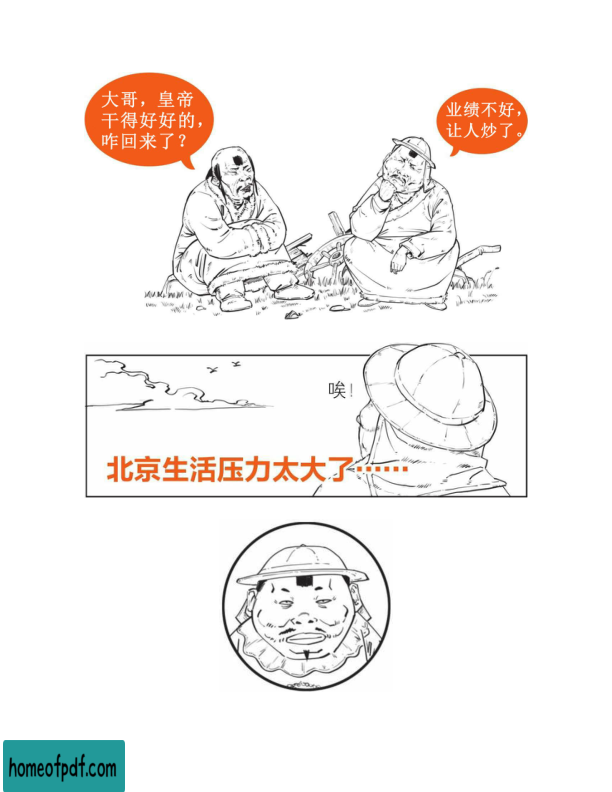 大哥，皇帝
干得好好的，
咋回来了？
业绩不好，
让人炒了。
唉！
北京生活压力太大了……
homeofpdf.com